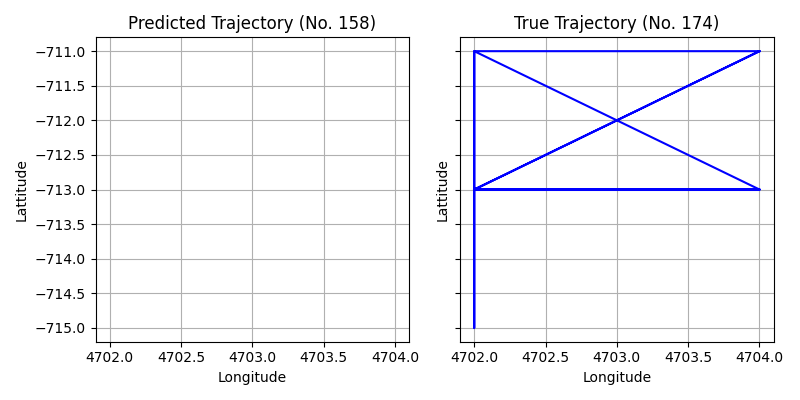 Predicted Trajectory (No. 158)
True Trajectory (No. 174)
−711.0
−711.5
−712.0
−712.5
−713.0
−713.5
−714.0
−714.5
−715.0
Lattitude
Lattitude
4702.0 4702.5 4703.0 4703.5 4704.0
4702.0 4702.5 4703.0 4703.5 4704.0
Longitude
Longitude